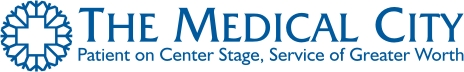 THE MEDICAL CITY
Patient on Center Stage, Service of Greater Worth